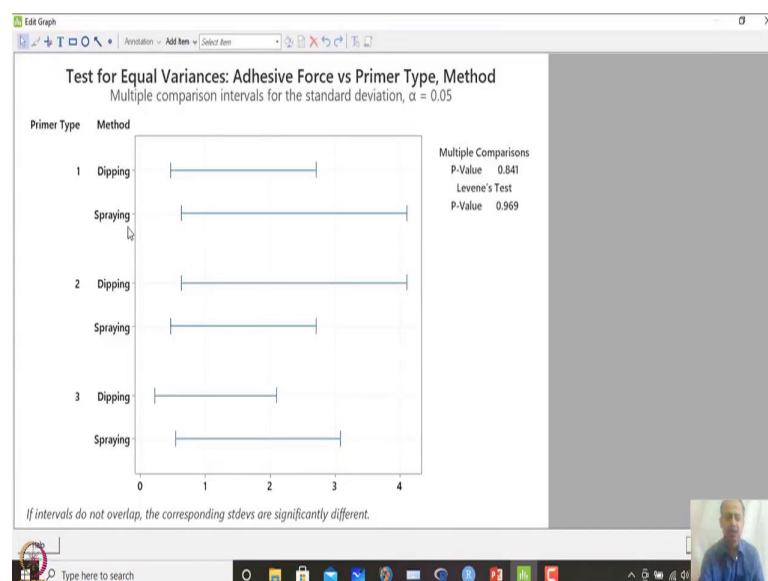 Edit Graph
T Annotation Add Item Select Item
Test for Equal Variances: Adhesive Force vs Primer Type, Method
Multiple comparison intervals for the standard deviation, α = 0.05
Primer Type Method
1 Dipping
Spraying
2 Dipping
Spraying
3 Dipping
Spraying
0 1 2 3 4
Multiple Comparisons
P-Value 0.841
Levene's Test
P-Value 0.969
If intervals do not overlap, the corresponding stdevs are significantly different.
Help
Type here to search